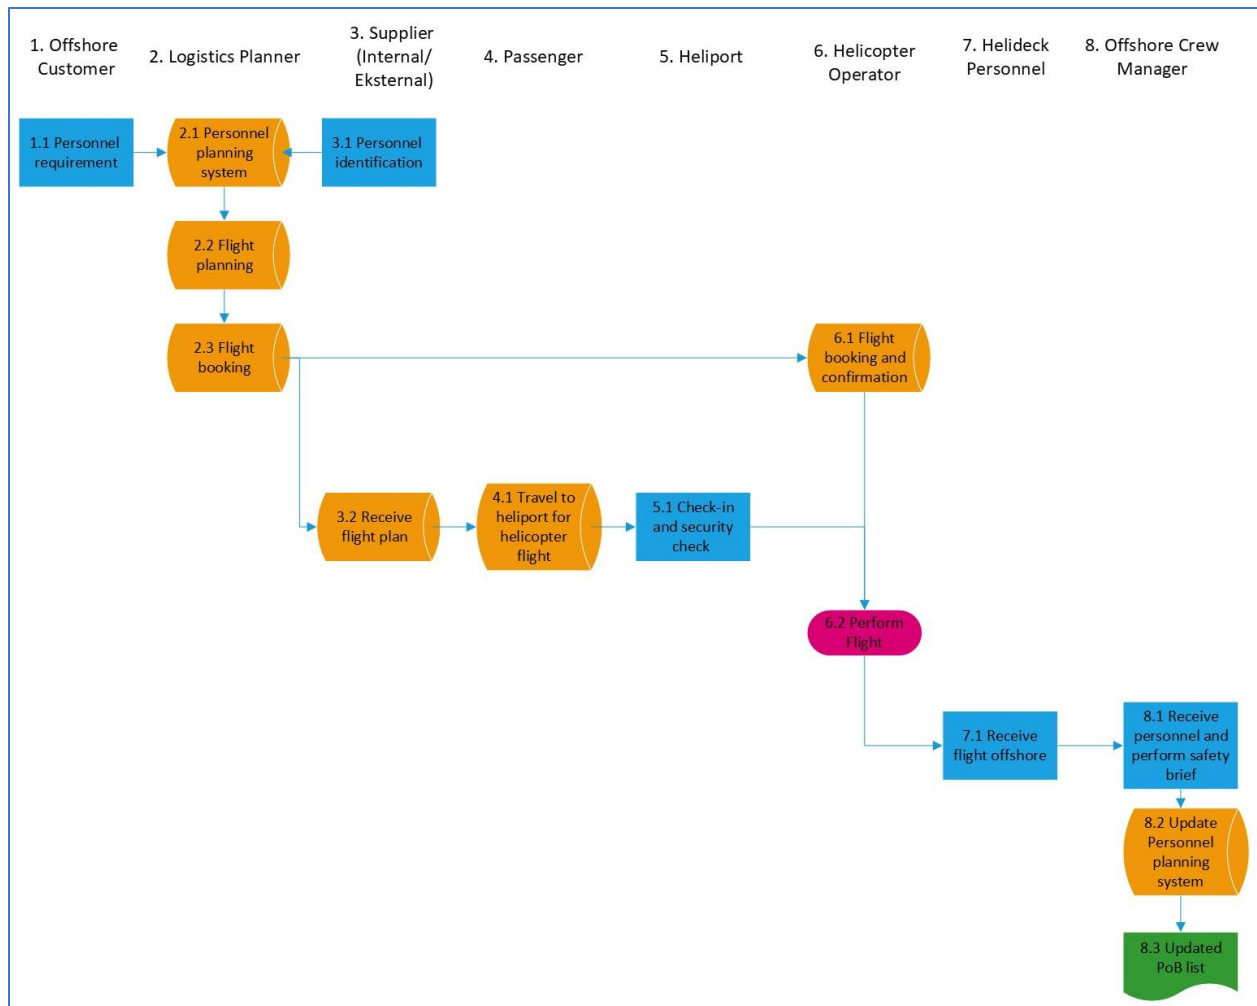 1. Offshore
Customer
2. Logistics Planner
3. Supplier
(Internal/
Eksternal)
4. Passenger
5. Heliport
6. Helicopter
Operator
7. Helideck
Personnel
8. Offshore Crew
Manager
1.1 Personnel
requirement
2.1 Personnel
planning
system
3.1 Personnel
identification
2.2 Flight
planning
2.3 Flight
booking
6.1 Flight
booking and
confirmation
3.2 Receive
flight plan
4.1 Travel to
heliport for
helicopter
flight
5.1 Check-in
and security
check
6.2 Perform
Flight
7.1 Receive
flight offshore
8.1 Receive
personnel and
perform safety
brief
8.2 Update
Personnel
planning
system
8.3 Updated
PoB list